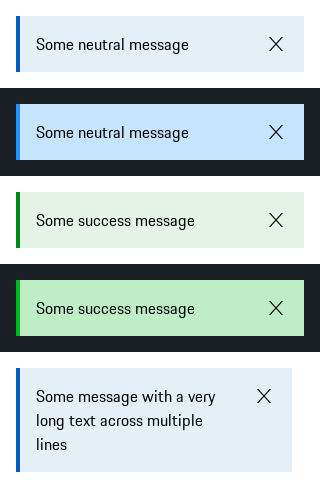 Some neutral message
Some neutral message
Some success message
Some success message
Some message with a very
long text across multiple
lines